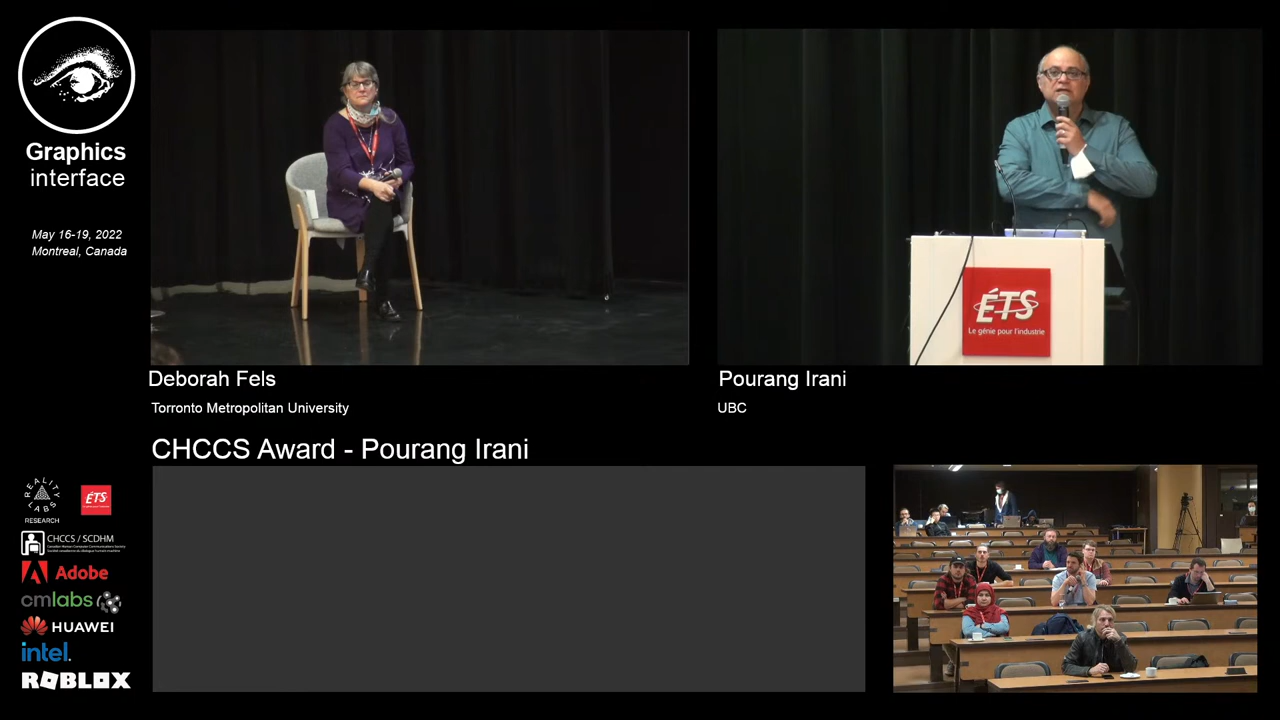 Graphics
interface
May 16-19, 2022
Montreal, Canada
ÉTS
Le génie pour l'industrie
Deborah Fels
Torronto Metropolitan University
Pourang Irani
UBC
CHCCS Award - Pourang Irani
REALITY LABS
RESEARCH
ÉTS
CHCCS / SCDHM
Adobe
cmlabs
HUAWEI
intel.
ROBLOX